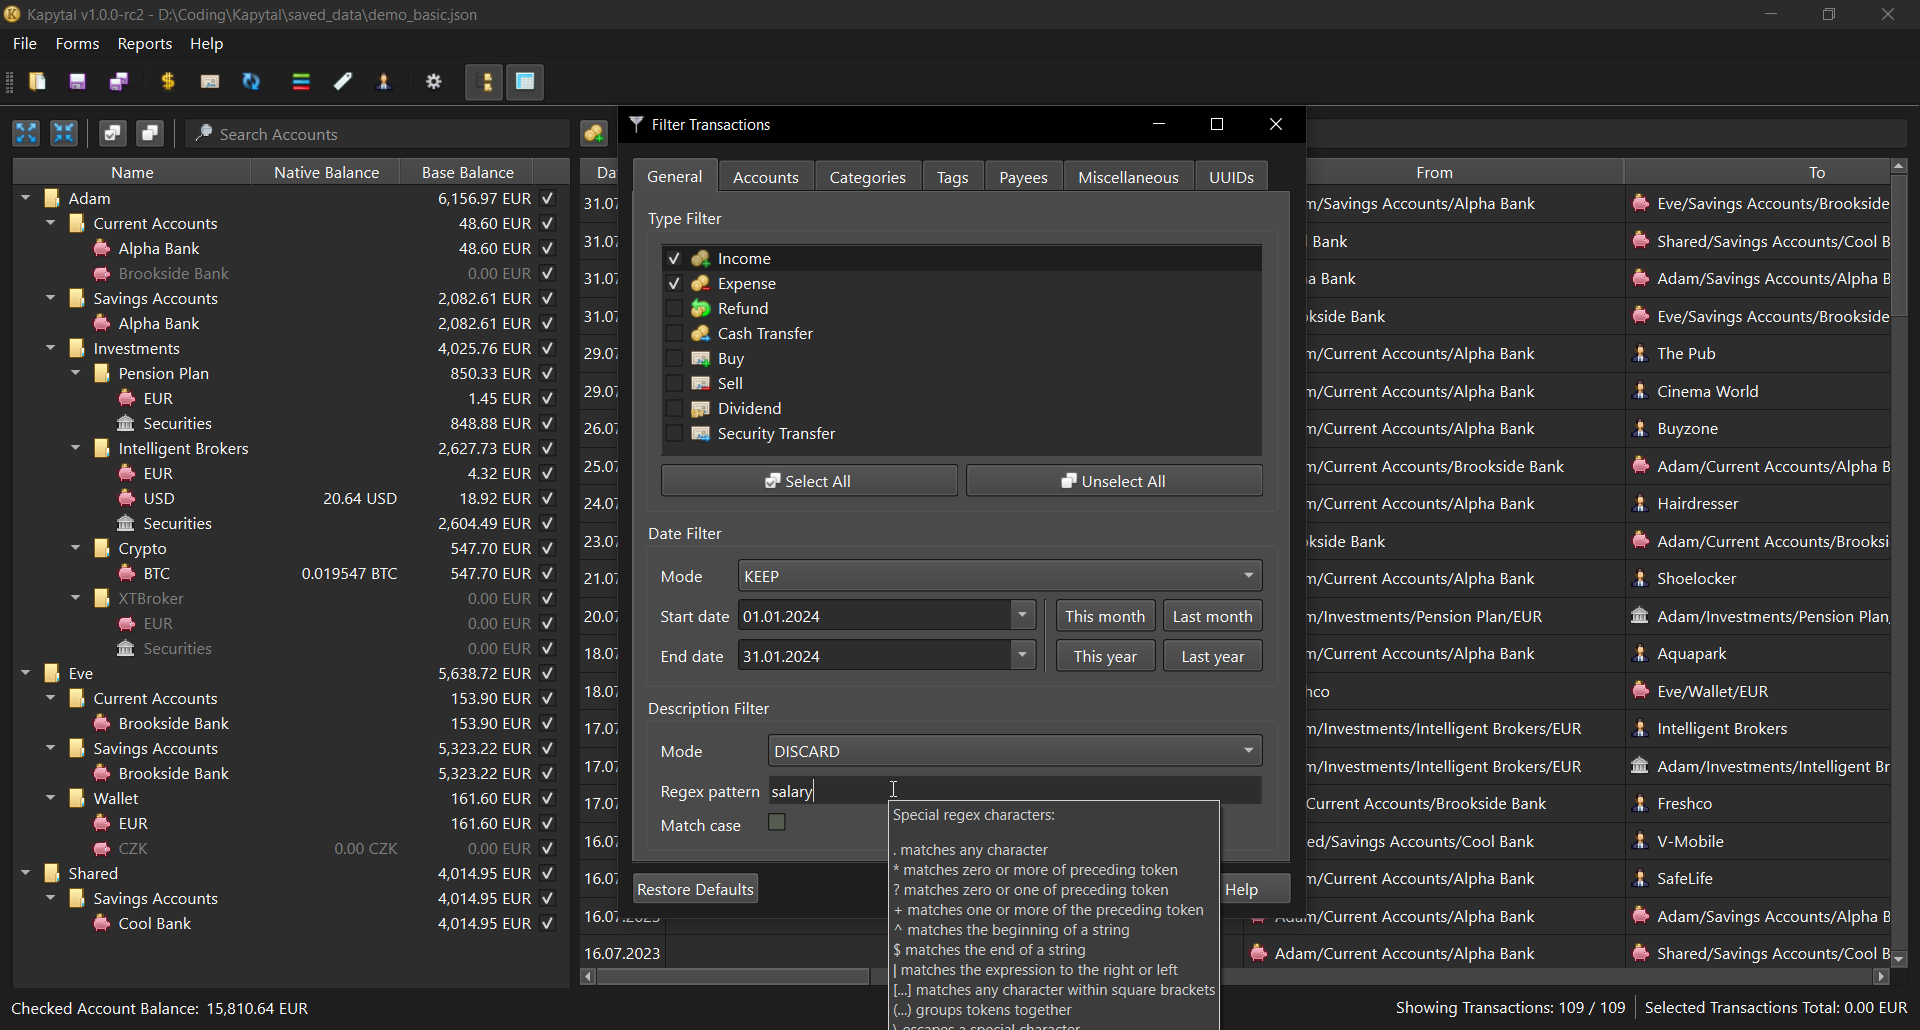 Kapytal v1.0.0-rc2 - D:\Coding\Kapytal\saved_data\demo_basic.json
File Forms Reports Help
Search Accounts
Name Native Balance Base Balance
Adam 6,156.97 EUR
Current Accounts 48.60 EUR
Alpha Bank 48.60 EUR
Brookside Bank 0.00 EUR
Savings Accounts 2,082.61 EUR
Alpha Bank 2,082.61 EUR
Investments 4,025.76 EUR
Pension Plan 850.33 EUR
EUR 1.45 EUR
Securities 848.88 EUR
Intelligent Brokers 2,627.73 EUR
EUR 4.32 EUR
USD 20.64 USD 18.92 EUR
Securities 2,604.49 EUR
Crypto 547.70 EUR
BTC 0.019547 BTC 547.70 EUR
XTBroker 0.00 EUR
EUR 0.00 EUR
Securities 0.00 EUR
Eve 5,638.72 EUR
Current Accounts 153.90 EUR
Brookside Bank 153.90 EUR
Savings Accounts 5,323.22 EUR
Brookside Bank 5,323.22 EUR
Wallet 161.60 EUR
EUR 161.60 EUR
CZK 0.00 CZK 0.00 EUR
Shared 4,014.95 EUR
Savings Accounts 4,014.95 EUR
Cool Bank 4,014.95 EUR
Checked Account Balance: 15,810.64 EUR
Filter Transactions
General Accounts Categories Tags Payees Miscellaneous UUIDs
Type Filter
Income
Expense
Refund
Cash Transfer
Buy
Sell
Dividend
Security Transfer
Select All Unselect All
Date Filter
Mode KEEP
Start date 01.01.2024 This month Last month
End date 31.01.2024 This year Last year
Description Filter
Mode DISCARD
Regex pattern salary
Match case
Restore Defaults Help
Special regex characters:
. matches any character
* matches zero or more of preceding token
? matches zero or one of preceding token
+ matches one or more of the preceding token
^ matches the beginning of a string
$ matches the end of a string
| matches the expression to the right or left
[...] matches any character within square brackets
(...) groups tokens together
\ escapes a special character
Da From To
31.07 m/Savings Accounts/Alpha Bank Eve/Savings Accounts/Brookside
31.07 Bank Shared/Savings Accounts/Cool B
31.07 a Bank Adam/Savings Accounts/Alpha B
31.07 kside Bank Eve/Savings Accounts/Brookside
29.07 m/Current Accounts/Alpha Bank The Pub
29.07 m/Current Accounts/Alpha Bank Cinema World
26.07 m/Current Accounts/Alpha Bank Buyzone
25.07 m/Current Accounts/Brookside Bank Adam/Current Accounts/Alpha B
24.07 m/Current Accounts/Alpha Bank Hairdresser
23.07 kside Bank Adam/Current Accounts/Brooksi
21.07 m/Current Accounts/Alpha Bank Shoelocker
20.07 m/Investments/Pension Plan/EUR Adam/Investments/Pension Plan
18.07 m/Current Accounts/Alpha Bank Aquapark
18.07 nco Eve/Wallet/EUR
17.07 m/Investments/Intelligent Brokers/EUR Intelligent Brokers
17.07 m/Investments/Intelligent Brokers/EUR Adam/Investments/Intelligent Br
17.07 Current Accounts/Brookside Bank Freshco
16.07 ed/Savings Accounts/Cool Bank V-Mobile
16.07 m/Current Accounts/Alpha Bank SafeLife
16.07.2023 Adam/Current Accounts/Alpha Bank Adam/Savings Accounts/Alpha B
16.07.2023 Adam/Current Accounts/Alpha Bank Shared/Savings Accounts/Cool B
Showing Transactions: 109 / 109 Selected Transactions Total: 0.00 EUR